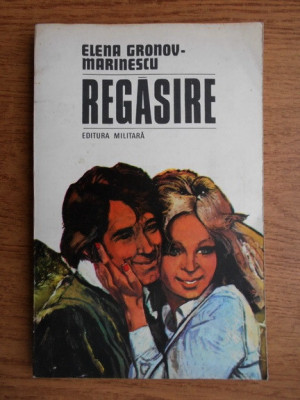 ELENA GRONOV-
MARINESCU
REGĂSIRE
EDITURA MILITARĂ